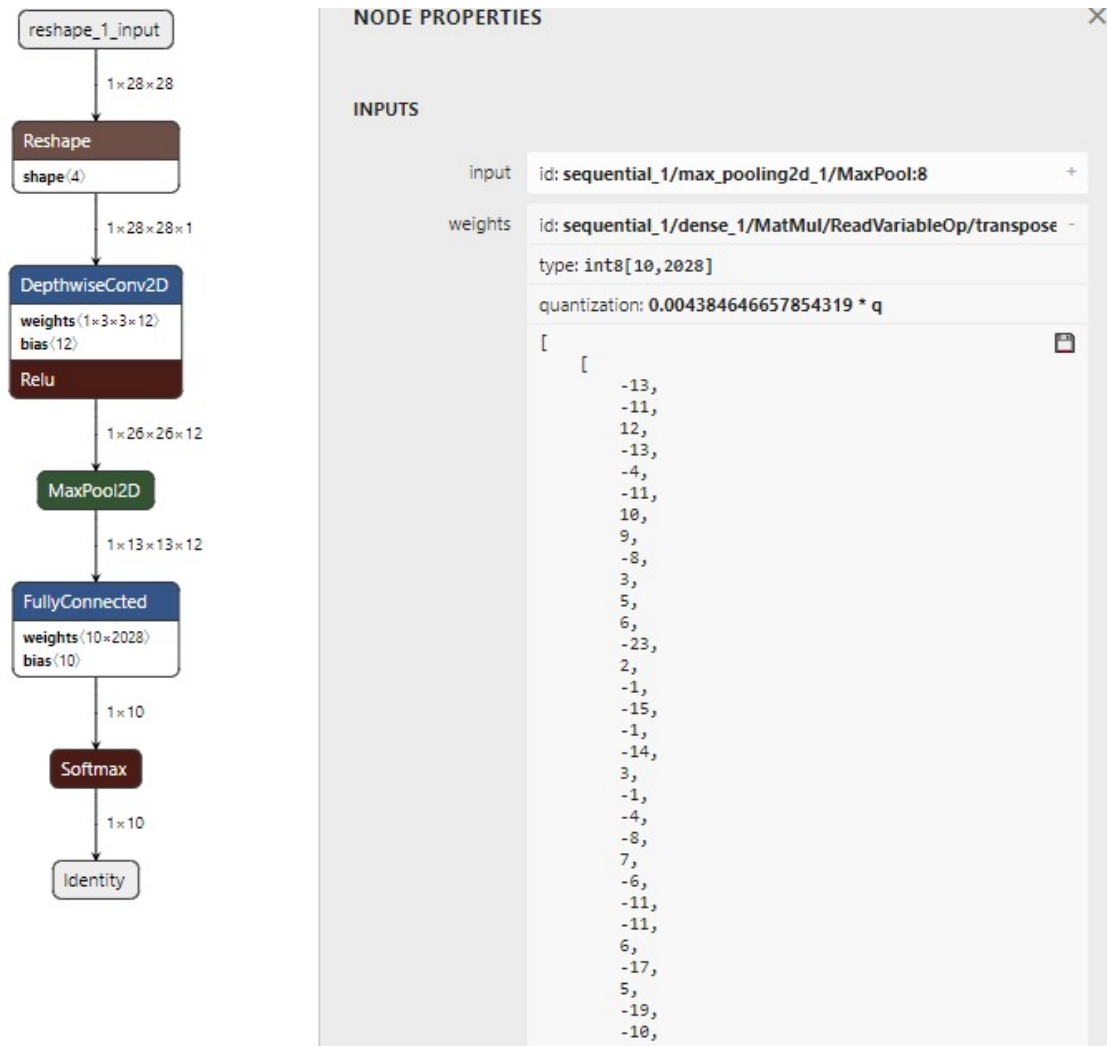 reshape_1_input
1×28×28
Reshape
shape⟨4⟩
1×28×28×1
DepthwiseConv2D
weights⟨1×3×3×12⟩
bias⟨12⟩
Relu
1×26×26×12
MaxPool2D
1×13×13×12
FullyConnected
weights⟨10×2028⟩
bias⟨10⟩
1×10
Softmax
1×10
Identity
NODE PROPERTIES
INPUTS
input id: sequential_1/max_pooling2d_1/MaxPool:8 +
weights id: sequential_1/dense_1/MatMul/ReadVariableOp/transpose -
type: int8[10,2028]
quantization: 0.004384646657854319 * q
[
[
-13,
-11,
12,
-13,
-4,
-11,
10,
9,
-8,
3,
5,
6,
-23,
2,
-1,
-15,
-1,
-14,
3,
-1,
-4,
-8,
7,
-6,
-11,
-11,
6,
-17,
5,
-19,
-10,